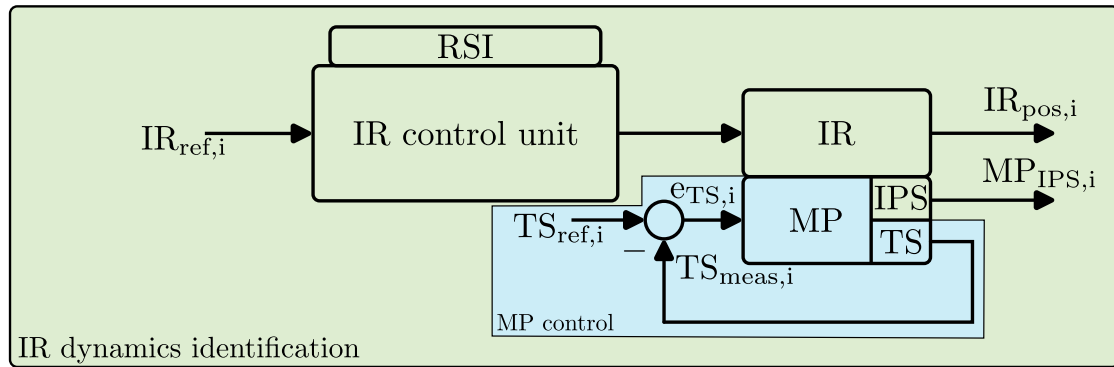 RSI
IR_ref,i
IR control unit
IR
IR_pos,i
MP_IPS,i
e_TS,i
TS_ref,i
MP
IPS
TS
−
TS_meas,i
MP control
IR dynamics identification